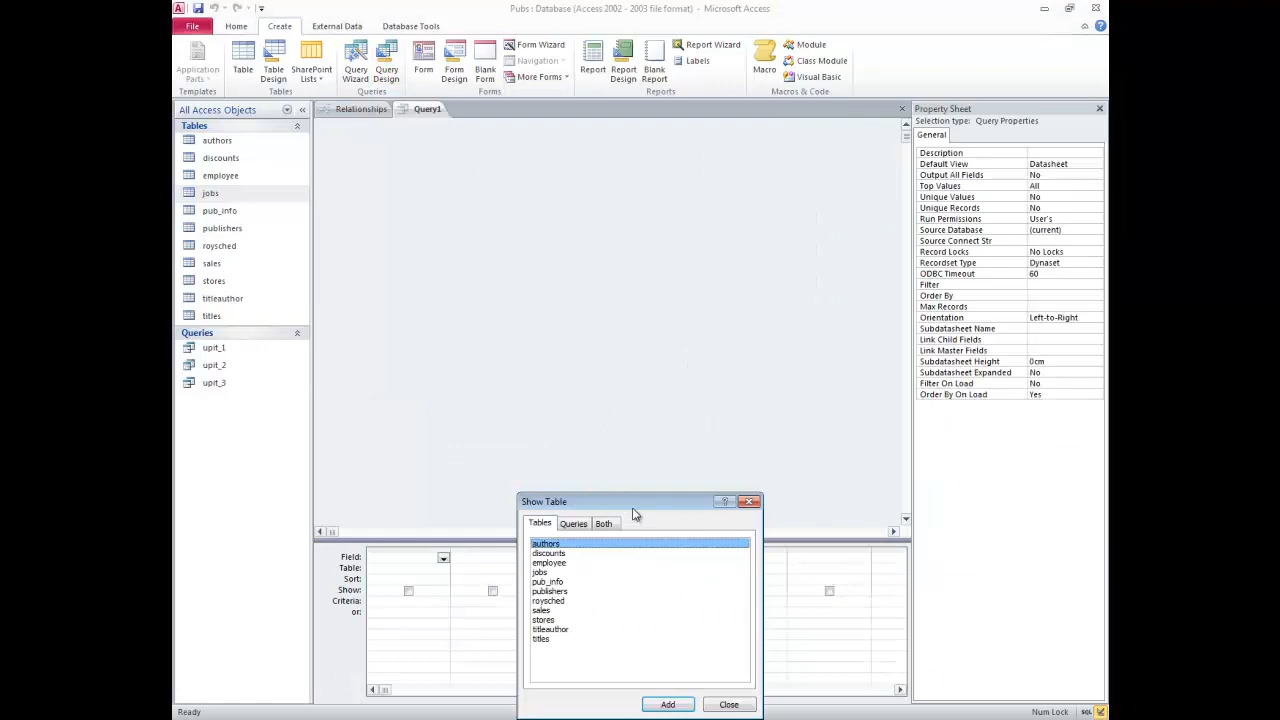 Pubs : Database (Access 2002 - 2003 file format) - Microsoft Access
File Home Create External Data Database Tools
Application Parts
Table
Table Design
SharePoint Lists
Query Wizard
Query Design
Form
Form Design
Blank Form
Form Wizard
Navigation
More Forms
Report
Report Design
Blank Report
Report Wizard
Labels
Macro
Module
Class Module
Visual Basic
Templates Tables Queries Forms Reports Macros & Code
All Access Objects
Tables
authors
discounts
employee
jobs
pub_info
publishers
roysched
sales
stores
titleauthor
titles
Queries
upit_1
upit_2
upit_3
Relationships Query1
Field:
Table:
Sort:
Show:
Criteria:
or:
Show Table
Tables Queries Both
authors
discounts
employee
jobs
pub_info
publishers
roysched
sales
stores
titleauthor
titles
Add Close
Property Sheet
Selection type: Query Properties
General
Description
Default View Datasheet
Output All Fields No
Top Values All
Unique Values No
Unique Records No
Run Permissions User's
Source Database (current)
Source Connect Str
Record Locks No Locks
Recordset Type Dynaset
ODBC Timeout 60
Filter
Order By
Max Records
Orientation Left-to-Right
Subdatasheet Name
Link Child Fields
Link Master Fields
Subdatasheet Height 0cm
Subdatasheet Expanded No
Filter On Load No
Order By On Load Yes
Ready Num Lock SQL